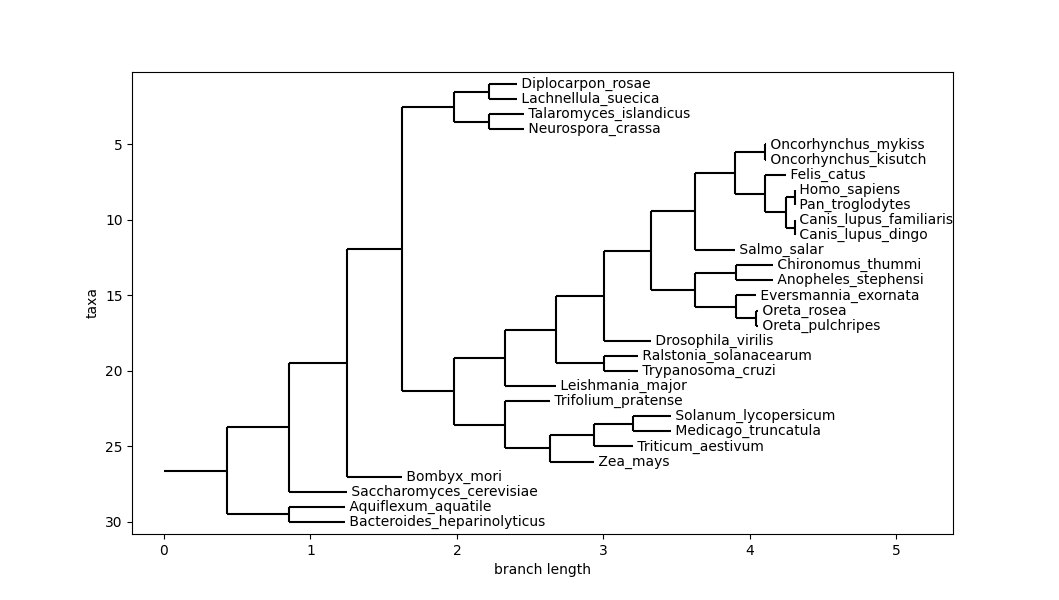 Diplocarpon_rosae
Lachnellula_suecica
Talaromyces_islandicus
Neurospora_crassa
5
Oncorhynchus_mykiss
Oncorhynchus_kisutch
Felis_catus
Homo_sapiens
Pan_troglodytes
10
Canis_lupus_familiaris
Canis_lupus_dingo
Salmo_salar
Chironomus_thummi
Anopheles_stephensi
15
Eversmannia_exornata
Oreta_rosea
Oreta_pulchripes
Drosophila_virilis
Ralstonia_solanacearum
20
Trypanosoma_cruzi
Leishmania_major
Trifolium_pratense
Solanum_lycopersicum
Medicago_truncatula
25
Triticum_aestivum
Zea_mays
Bombyx_mori
Saccharomyces_cerevisiae
Aquiflexum_aquatile
30
Bacteroides_heparinolyticus
taxa
0 1 2 3 4 5
branch length